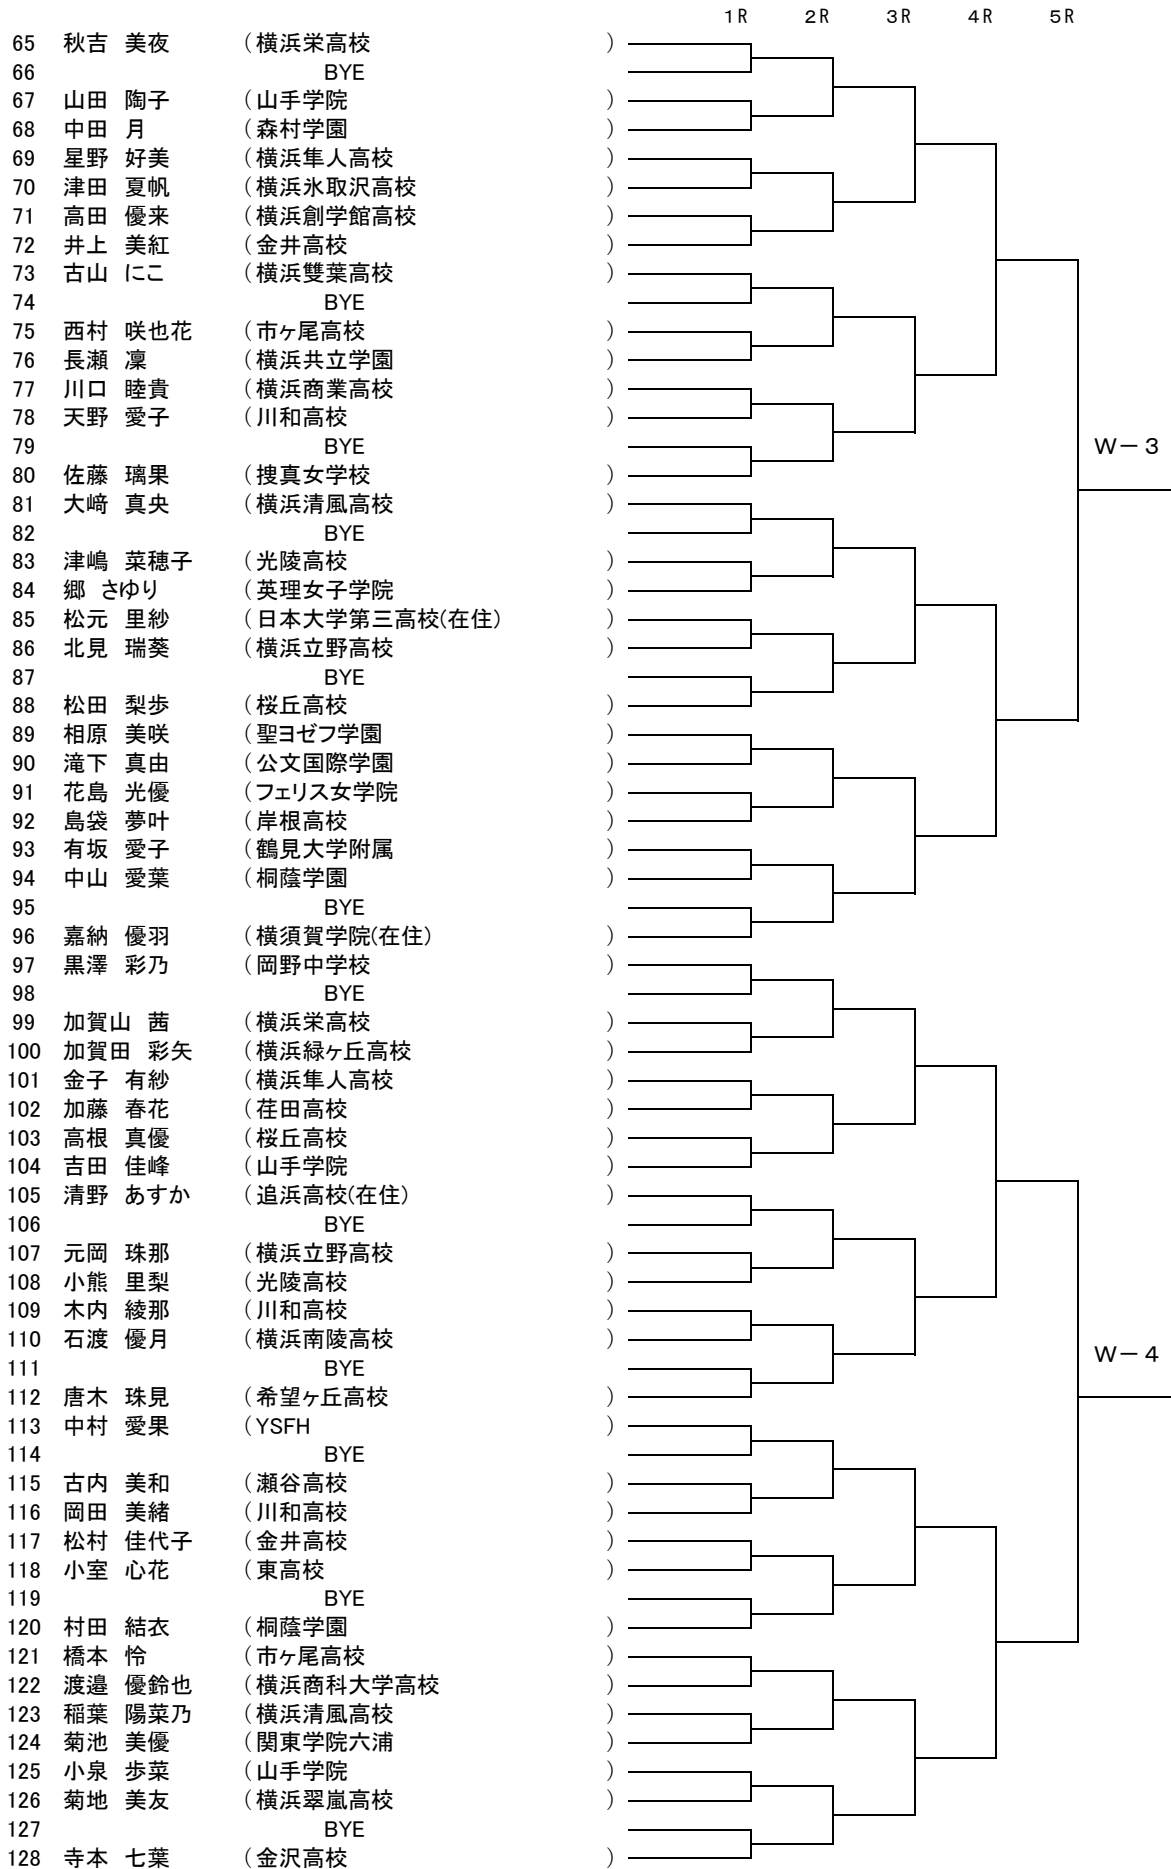 1R 2R 3R 4R 5R
65 秋吉 美夜 （横浜栄高校 ）
66 BYE
67 山田 陶子 （山手学院 ）
68 中田 月 （森村学園 ）
69 星野 好美 （横浜隼人高校 ）
70 津田 夏帆 （横浜氷取沢高校 ）
71 高田 優来 （横浜創学館高校 ）
72 井上 美紅 （金井高校 ）
73 古山 にこ （横浜雙葉高校 ）
74 BYE
75 西村 咲也花 （市ヶ尾高校 ）
76 長瀬 凜 （横浜共立学園 ）
77 川口 睦貴 （横浜商業高校 ）
78 天野 愛子 （川和高校 ）
79 BYE
W－3
80 佐藤 璃果 （捜真女学校 ）
81 大﨑 真央 （横浜清風高校 ）
82 BYE
83 津嶋 菜穂子 （光陵高校 ）
84 郷 さゆり （英理女子学院 ）
85 松元 里紗 （日本大学第三高校(在住) ）
86 北見 瑞葵 （横浜立野高校 ）
87 BYE
88 松田 梨歩 （桜丘高校 ）
89 相原 美咲 （聖ヨゼフ学園 ）
90 滝下 真由 （公文国際学園 ）
91 花島 光優 （フェリス女学院 ）
92 島袋 夢叶 （岸根高校 ）
93 有坂 愛子 （鶴見大学附属 ）
94 中山 愛葉 （桐蔭学園 ）
95 BYE
96 嘉納 優羽 （横須賀学院(在住) ）
97 黒澤 彩乃 （岡野中学校 ）
98 BYE
99 加賀山 茜 （横浜栄高校 ）
100 加賀田 彩矢 （横浜緑ヶ丘高校 ）
101 金子 有紗 （横浜隼人高校 ）
102 加藤 春花 （荏田高校 ）
103 高根 真優 （桜丘高校 ）
104 吉田 佳峰 （山手学院 ）
105 清野 あすか （追浜高校(在住) ）
106 BYE
107 元岡 珠那 （横浜立野高校 ）
108 小熊 里梨 （光陵高校 ）
109 木内 綾那 （川和高校 ）
110 石渡 優月 （横浜南陵高校 ）
W－4
111 BYE
112 唐木 珠見 （希望ヶ丘高校 ）
113 中村 愛果 （YSFH ）
114 BYE
115 古内 美和 （瀬谷高校 ）
116 岡田 美緒 （川和高校 ）
117 松村 佳代子 （金井高校 ）
118 小室 心花 （東高校 ）
119 BYE
120 村田 結衣 （桐蔭学園 ）
121 橋本 怜 （市ヶ尾高校 ）
122 渡邉 優鈴也 （横浜商科大学高校 ）
123 稲葉 陽菜乃 （横浜清風高校 ）
124 菊池 美優 （関東学院六浦 ）
125 小泉 歩菜 （山手学院 ）
126 菊地 美友 （横浜翠嵐高校 ）
127 BYE
128 寺本 七葉 （金沢高校 ）